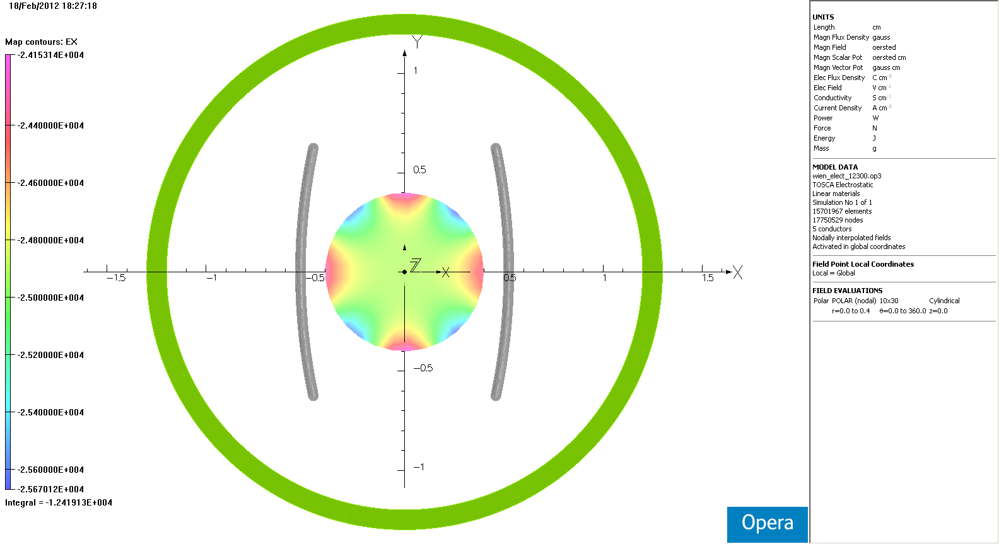 18/Feb/2012 18:27:18
Map contours: EX
-2.415314E+004
-2.440000E+004
-2.460000E+004
-2.480000E+004
-2.500000E+004
-2.520000E+004
-2.540000E+004
-2.560000E+004
-2.567012E+004
Integral = -1.241913E+004
Y
1
0.5
Z
X
X
-1.5
-1
-0.5
0.5
1
1.5
-0.5
-1
Opera
UNITS
Length cm
Magn Flux Density gauss
Magn Field oersted
Magn Scalar Pot oersted cm
Magn Vector Pot gauss cm
Elec Flux Density C cm⁻²
Elec Field V cm⁻¹
Conductivity S cm⁻¹
Current Density A cm⁻²
Power W
Force N
Energy J
Mass g
MODEL DATA
wien_elect_12300.op3
TOSCA Electrostatic
Linear materials
Simulation No 1 of 1
15701967 elements
17750529 nodes
5 conductors
Nodally interpolated fields
Activated in global coordinates
Field Point Local Coordinates
Local = Global
FIELD EVALUATIONS
Polar POLAR (nodal) 10x30 Cylindrical
r=0.0 to 0.4 θ=0.0 to 360.0 z=0.0